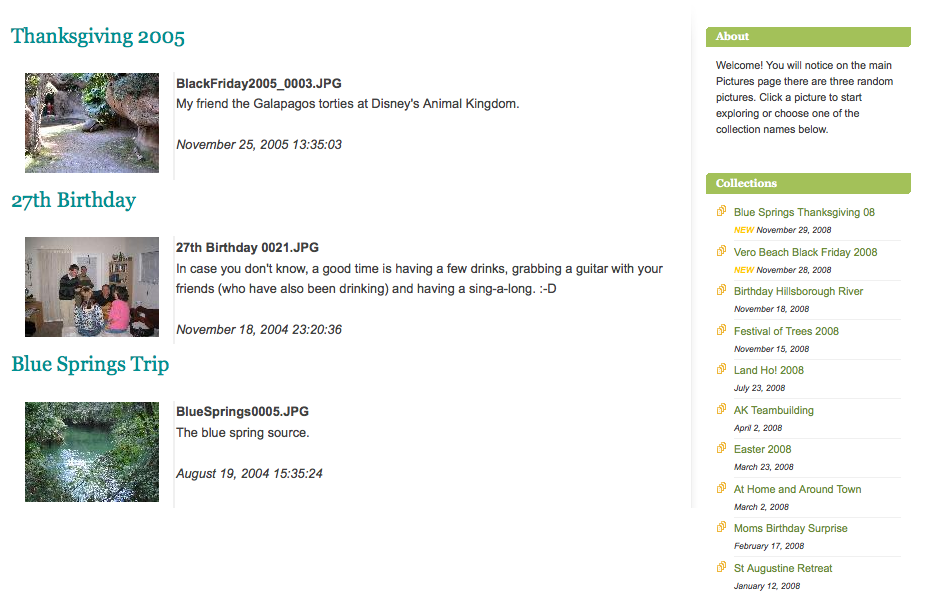 Thanksgiving 2005
BlackFriday2005_0003.JPG
My friend the Galapagos torties at Disney's Animal Kingdom.
November 25, 2005 13:35:03
27th Birthday
27th Birthday 0021.JPG
In case you don't know, a good time is having a few drinks, grabbing a guitar with your
friends (who have also been drinking) and having a sing-a-long. :-D
November 18, 2004 23:20:36
Blue Springs Trip
BlueSprings0005.JPG
The blue spring source.
August 19, 2004 15:35:24
About
Welcome! You will notice on the main
Pictures page there are three random
pictures. Click a picture to start
exploring or choose one of the
collection names below.
Collections
Blue Springs Thanksgiving 08
NEW November 29, 2008
Vero Beach Black Friday 2008
NEW November 28, 2008
Birthday Hillsborough River
November 18, 2008
Festival of Trees 2008
November 15, 2008
Land Ho! 2008
July 23, 2008
AK Teambuilding
April 2, 2008
Easter 2008
March 23, 2008
At Home and Around Town
March 2, 2008
Moms Birthday Surprise
February 17, 2008
St Augustine Retreat
January 12, 2008